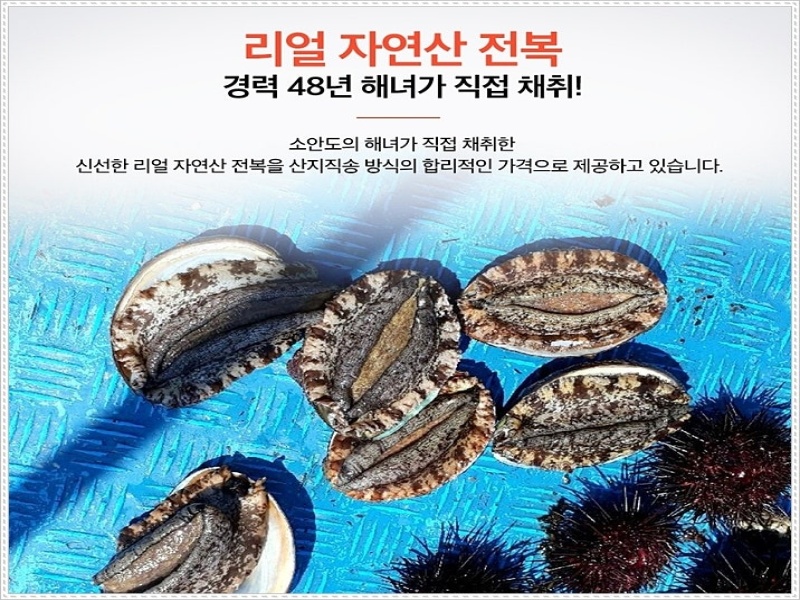 리얼 자연산 전복
경력 48년 해녀가 직접 채취!
소안도의 해녀가 직접 채취한
신선한 리얼 자연산 전복을 산지직송 방식의 합리적인 가격으로 제공하고 있습니다.